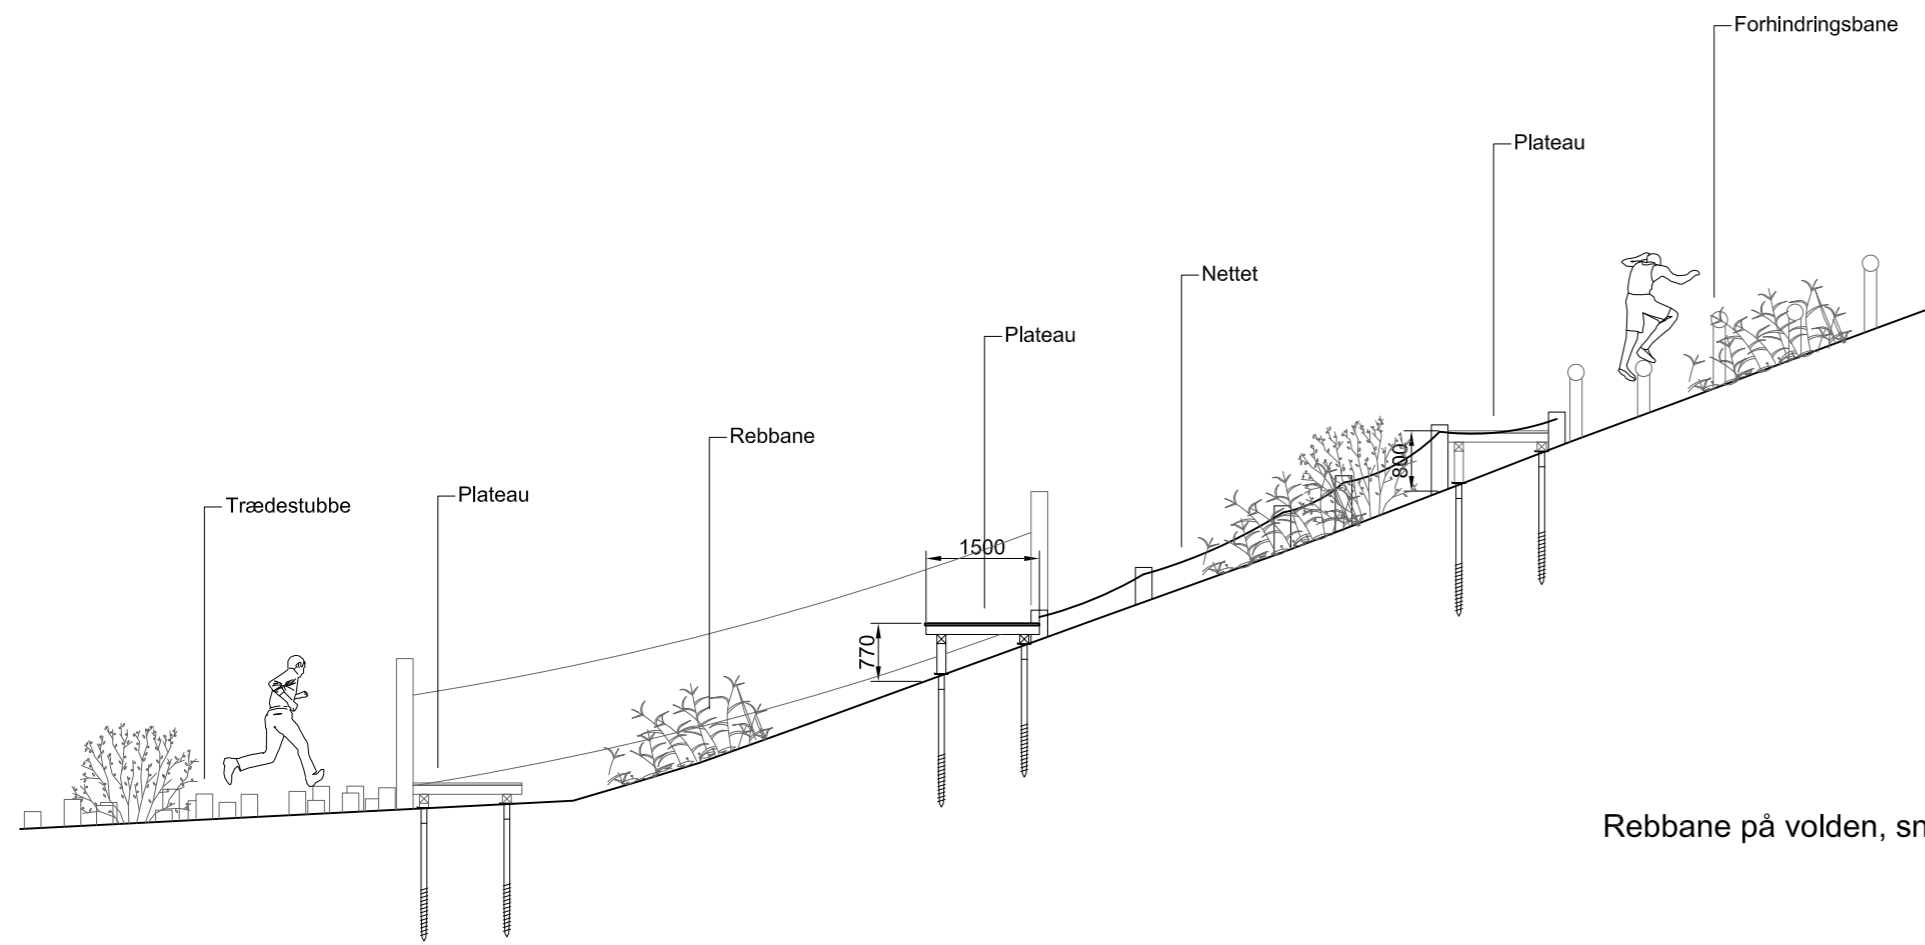 Forhindringsbane
Plateau
Nettet
Plateau
Rebbane
Plateau
Trædestubbe
1500
770
800
Rebbane på volden, sn